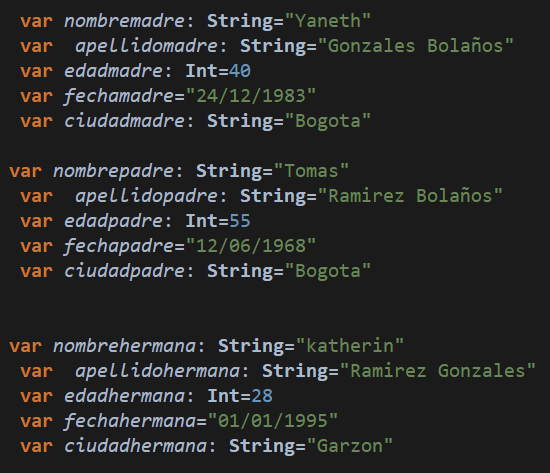 var nombremadre: String="Yaneth"
var  apellidomadre: String="Gonzales Bolaños"
var edadmadre: Int=40
var fechamadre="24/12/1983"
var ciudadmadre: String="Bogota"
var nombrepadre: String="Tomas"
var  apellidopadre: String="Ramirez Bolaños"
var edadpadre: Int=55
var fechapadre="12/06/1968"
var ciudadpadre: String="Bogota"
var nombrehermana: String="katherin"
var  apellidohermana: String="Ramirez Gonzales"
var edadhermana: Int=28
var fechahermana="01/01/1995"
var ciudadhermana: String="Garzon"